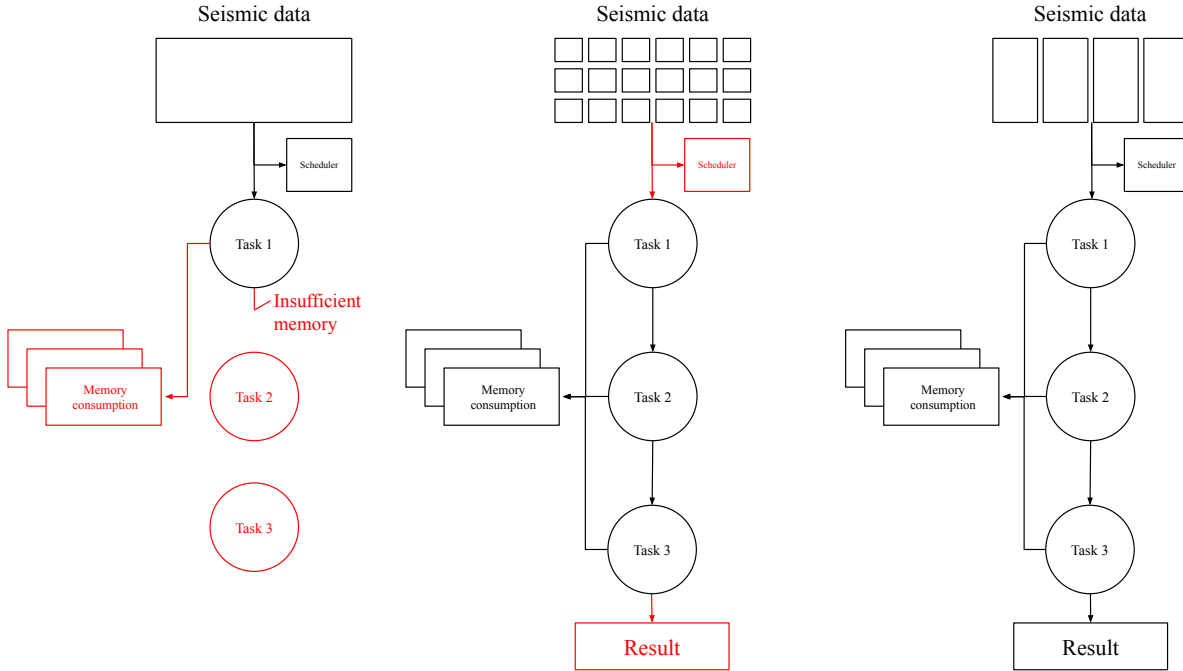 Seismic data
Scheduler
Task 1
Insufficient
memory
Memory
consumption
Task 2
Task 3
Seismic data
Scheduler
Task 1
Memory
consumption
Task 2
Task 3
Result
Seismic data
Scheduler
Task 1
Memory
consumption
Task 2
Task 3
Result